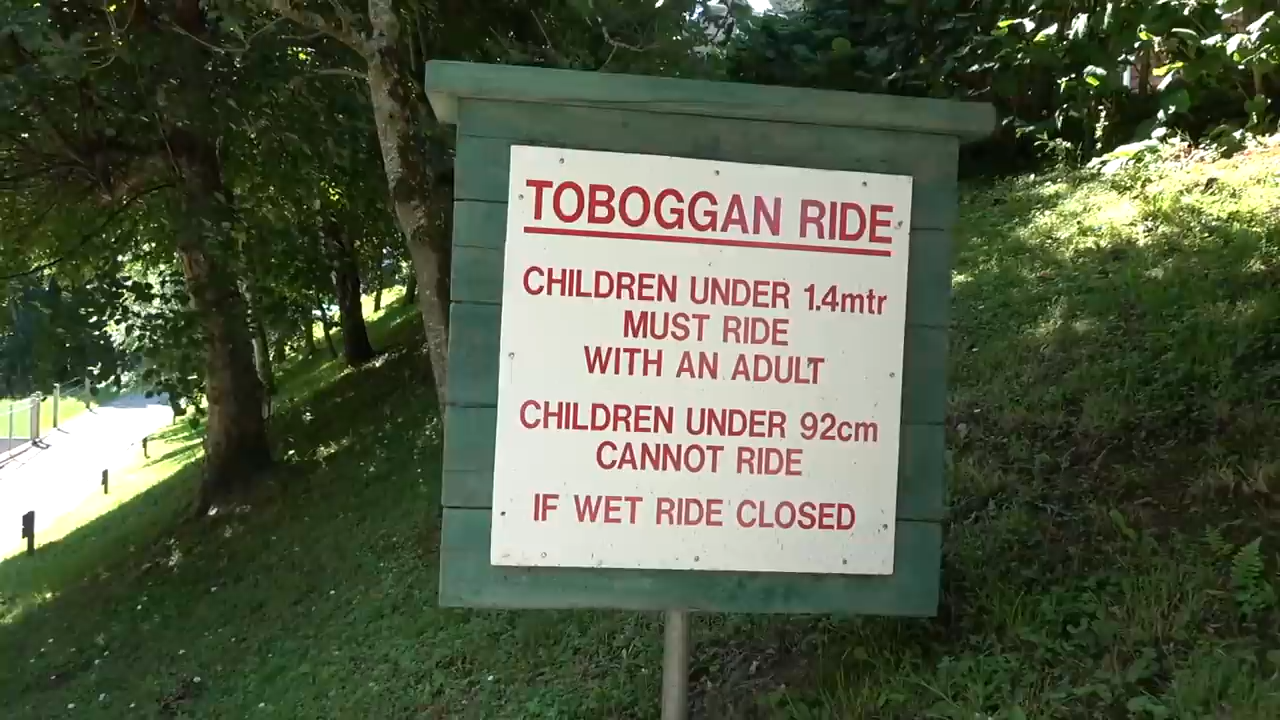 TOBOGGAN RIDE
CHILDREN UNDER 1.4mtr
MUST RIDE
WITH AN ADULT
CHILDREN UNDER 92cm
CANNOT RIDE
IF WET RIDE CLOSED